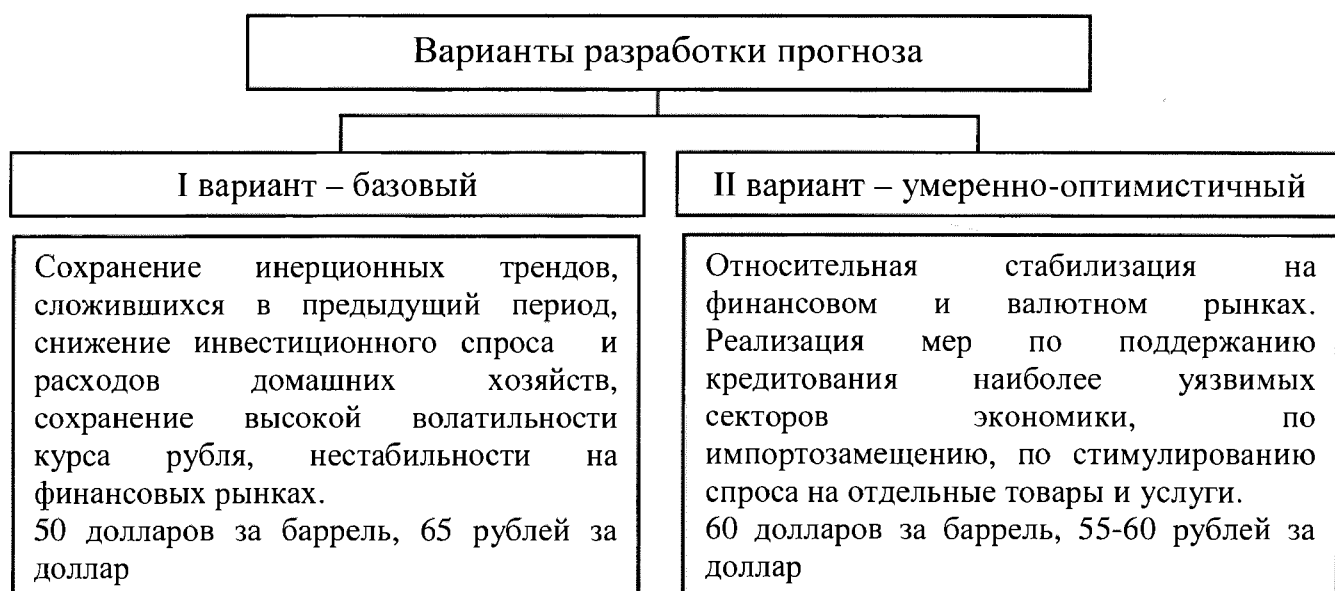 Варианты разработки прогноза
I вариант – базовый
Сохранение инерционных трендов,
сложившихся в предыдущий период,
снижение инвестиционного спроса и
расходов домашних хозяйств,
сохранение высокой волатильности
курса рубля, нестабильности на
финансовых рынках.
50 долларов за баррель, 65 рублей за
доллар
II вариант – умеренно-оптимистичный
Относительная стабилизация на
финансовом и валютном рынках.
Реализация мер по поддержанию
кредитования наиболее уязвимых
секторов экономики, по
импортозамещению, по стимулированию
спроса на отдельные товары и услуги.
60 долларов за баррель, 55-60 рублей за
доллар